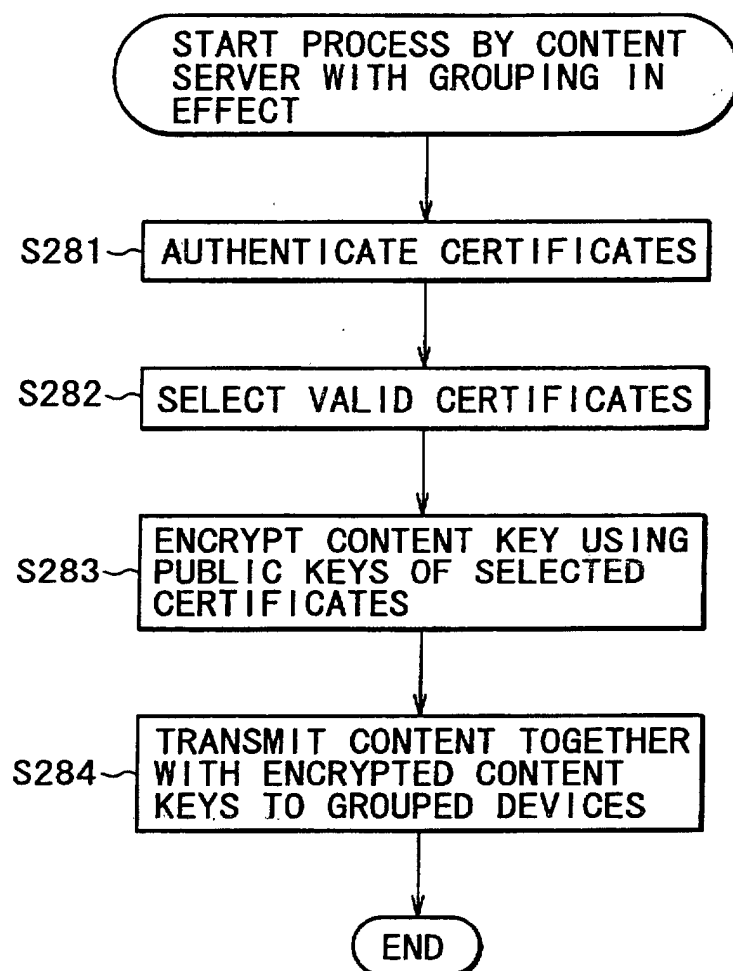 START PROCESS BY CONTENT
SERVER WITH GROUPING IN
EFFECT
S281
AUTHENTICATE CERTIFICATES
S282
SELECT VALID CERTIFICATES
S283
ENCRYPT CONTENT KEY USING
PUBLIC KEYS OF SELECTED
CERTIFICATES
S284
TRANSMIT CONTENT TOGETHER
WITH ENCRYPTED CONTENT
KEYS TO GROUPED DEVICES
END